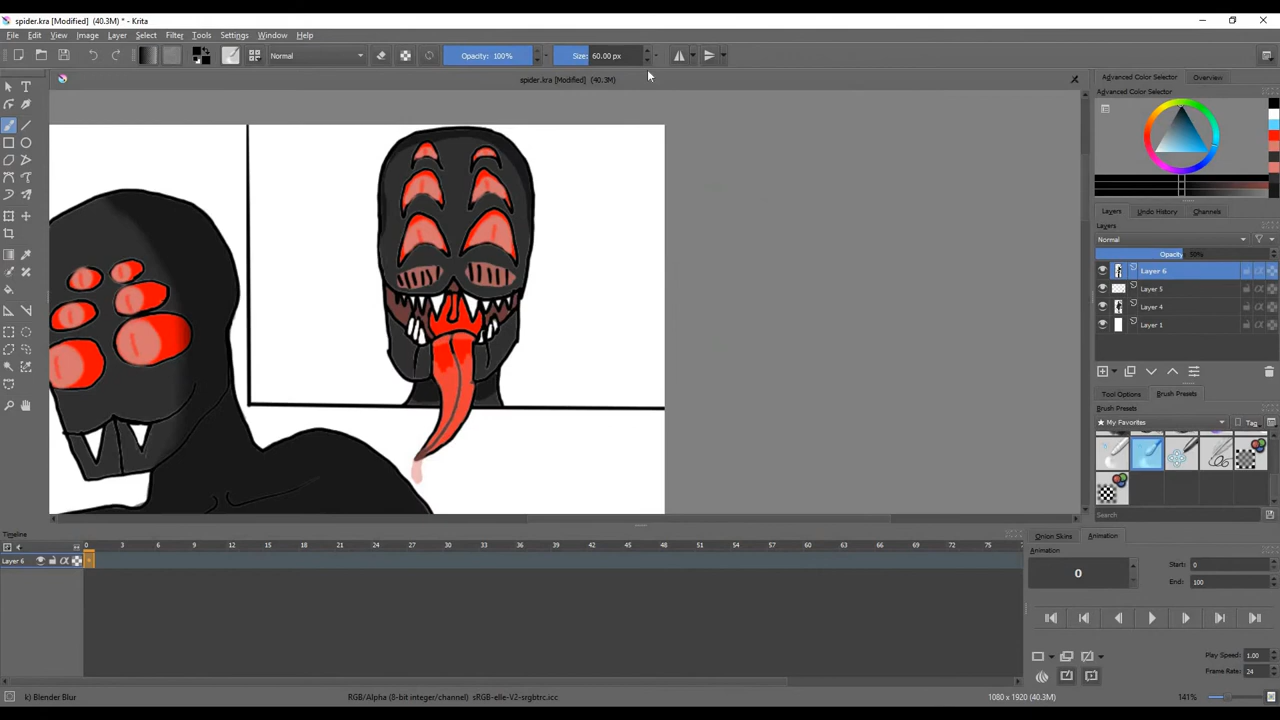 spider.kra [Modified] (40.3M) * - Krita
File Edit View Image Layer Select Filter Tools Settings Window Help
Normal
Opacity: 100%
Size: 60.00 px
spider.kra [Modified] (40.3M)
Advanced Color Selector Overview
Advanced Color Selector
Layers Undo History Channels
Layers
Normal
Opacity 50%
Layer 6
Layer 5
Layer 4
Layer 1
Tool Options Brush Presets
Brush Presets
My Favorites
Tag
Search
Timeline
0 3 6 9 12 15 18 21 24 27 30 33 36 39 42 45 48 51 54 57 60 63 66 69 72 75
Layer 6
Onion Skins Animation
Animation
0
Start: 0
End: 100
Play Speed: 1.00
Frame Rate: 24
k) Blender Blur
RGB/Alpha (8-bit integer/channel) sRGB-elle-V2-srgbtrc.icc
1080 x 1920 (40.3M)
141%